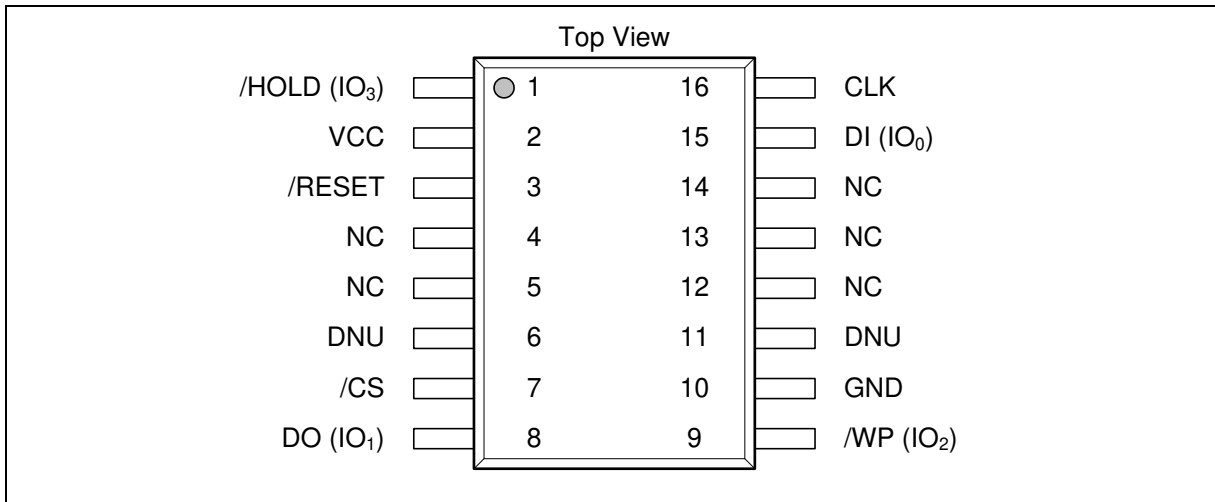 Top View
/HOLD (IO₃) 1 16 CLK
VCC 2 15 DI (IO₀)
/RESET 3 14 NC
NC 4 13 NC
NC 5 12 NC
DNU 6 11 DNU
/CS 7 10 GND
DO (IO₁) 8 9 /WP (IO₂)